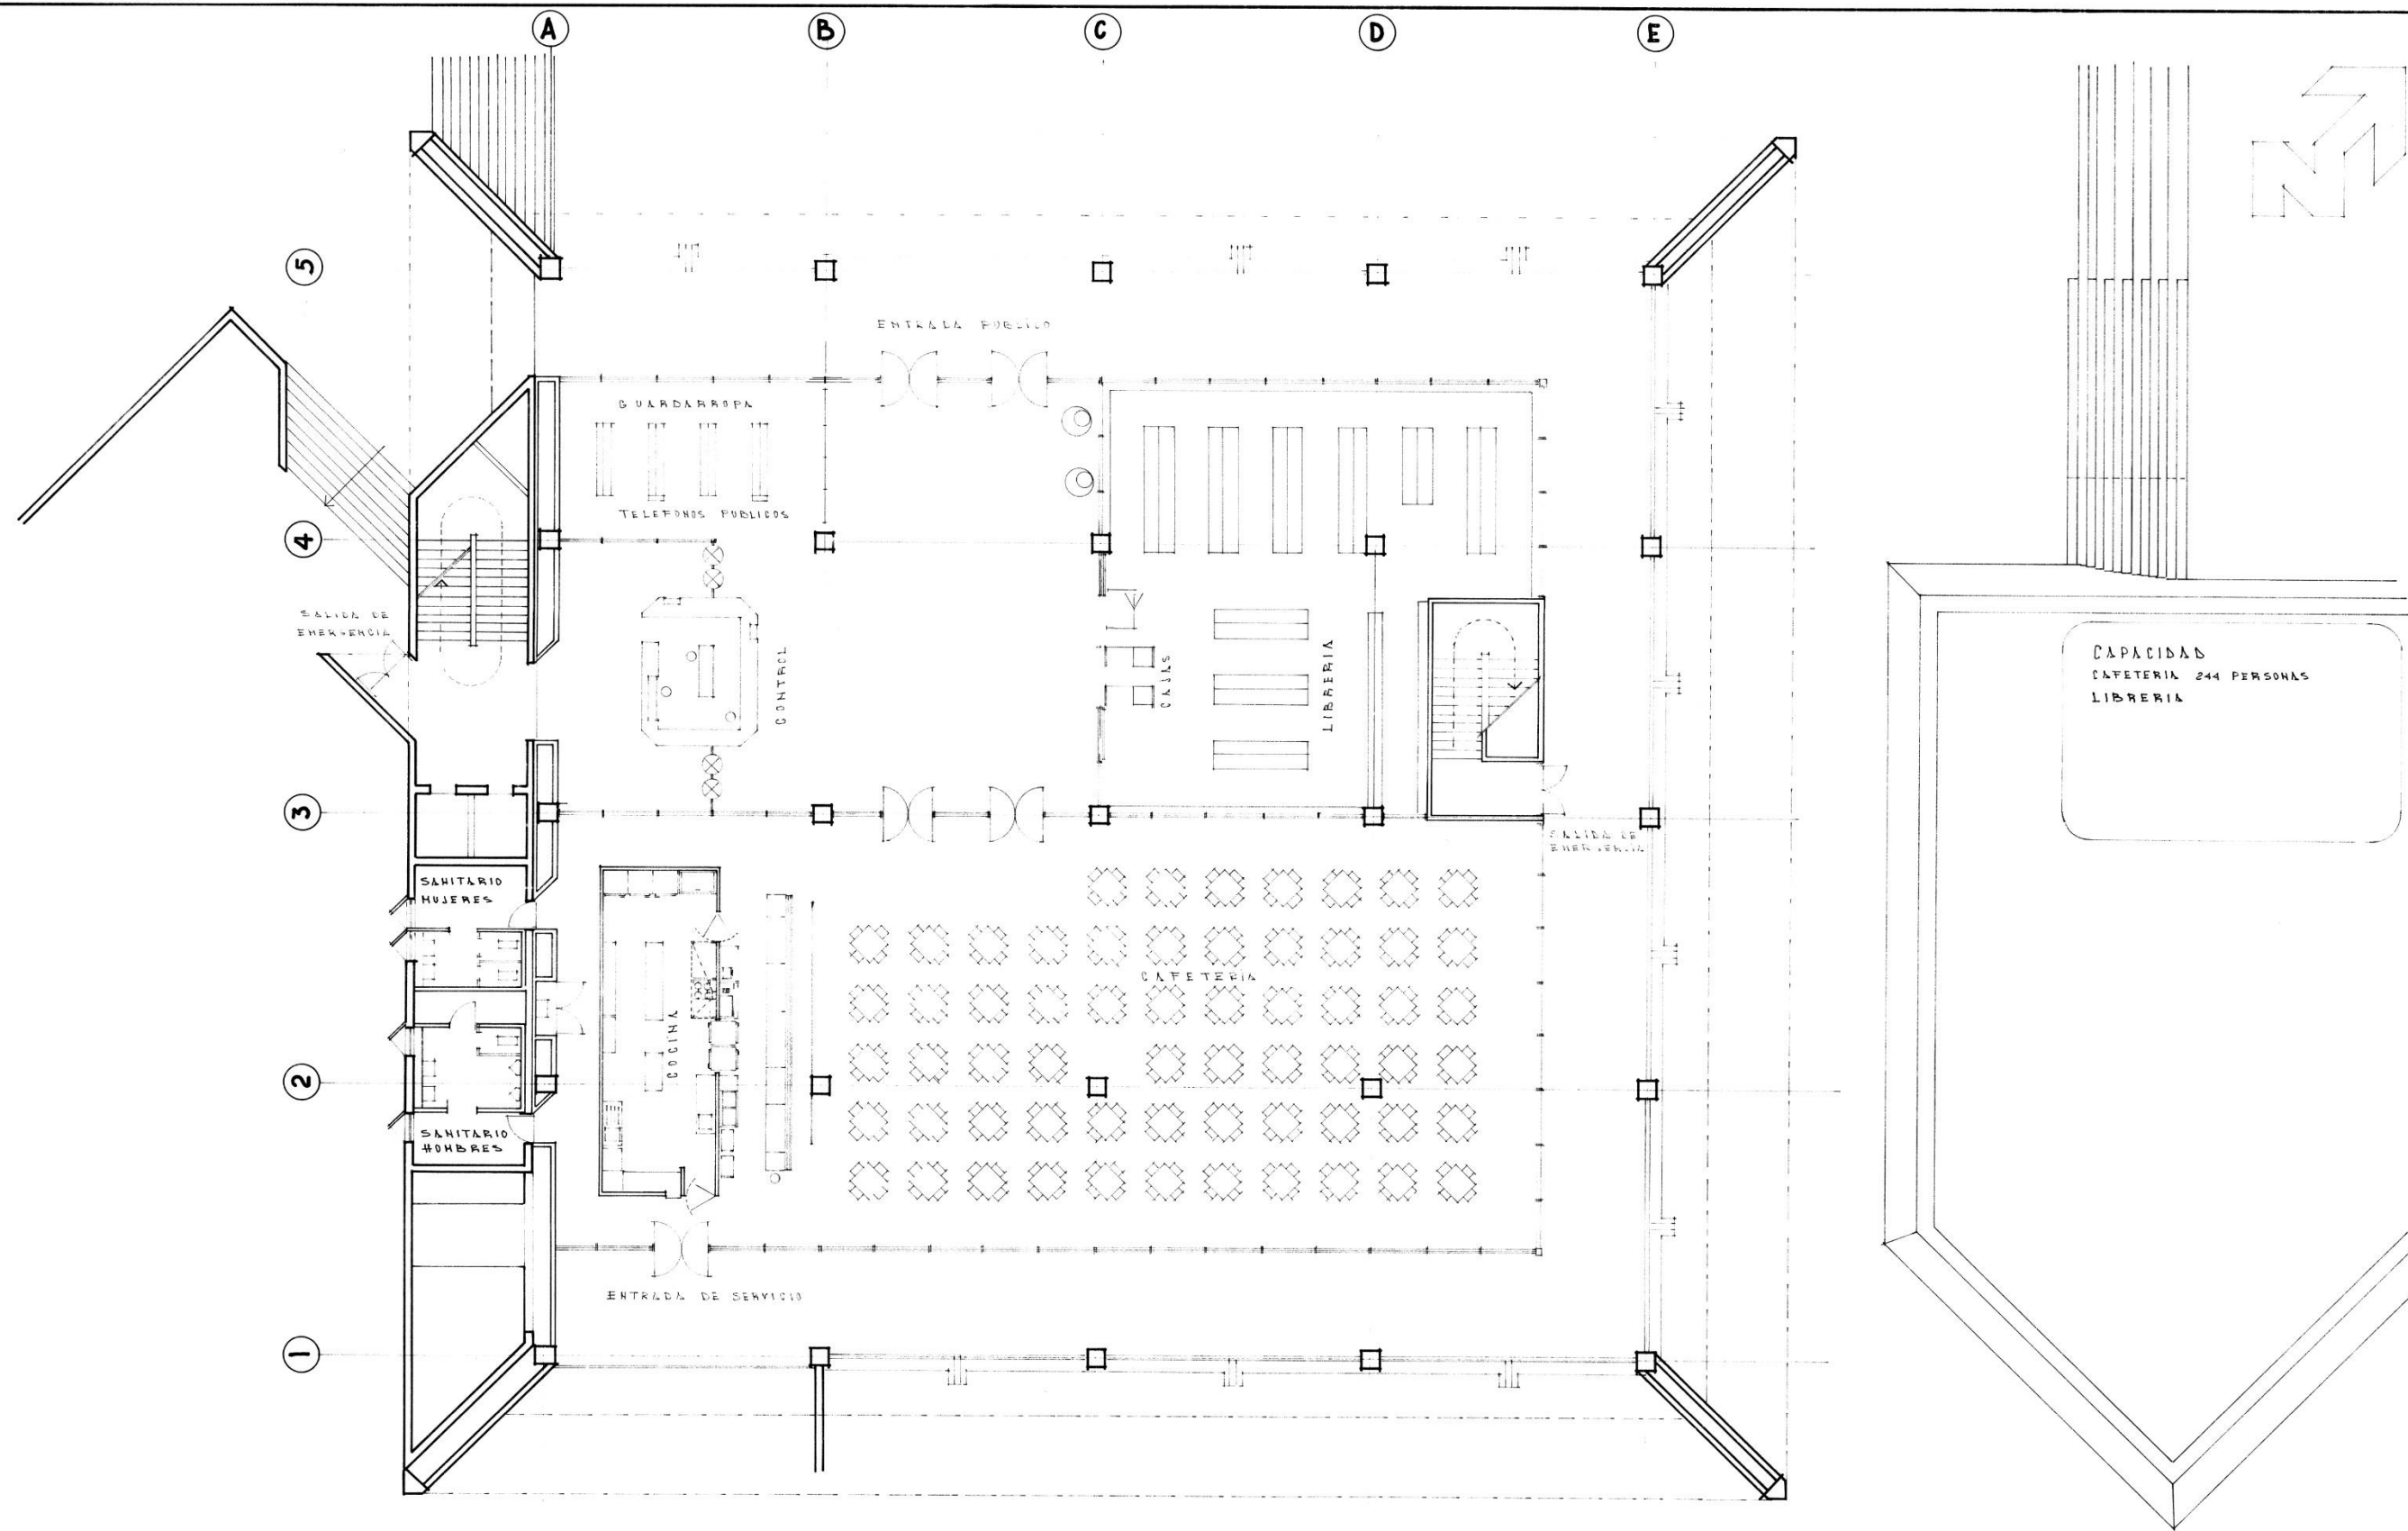 A
B
C
D
E
5
ENTRADA PUBLICO
GUARDARROPA
TELEFONOS PUBLICOS
4
SALIDA DE
EMERGENCIA
CONTROL
CAJAS
LIBRERIA
CAPACIDAD
CAFETERIA 244 PERSONAS
LIBRERIA
3
SALIDA DE
EMERGENCIA
SANITARIO
MUJERES
CAFETERIA
COCINA
2
SANITARIO
HOMBRES
ENTRADA DE SERVICIO
1
N